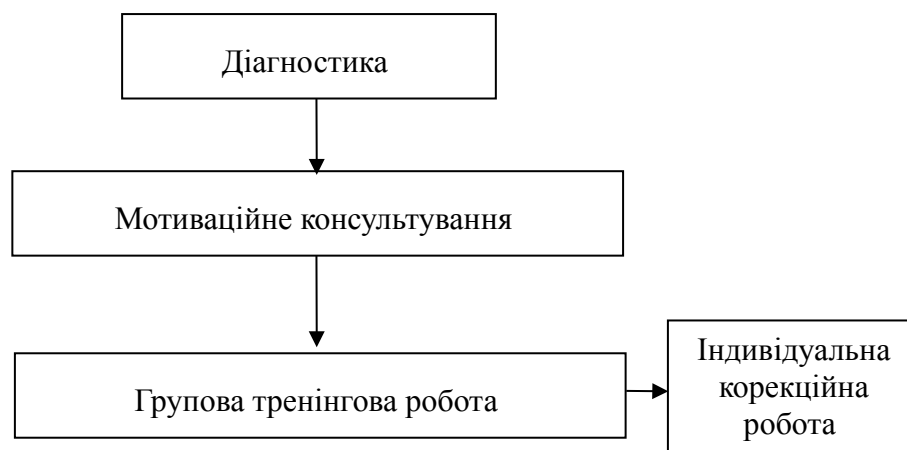 Діагностика
Мотиваційне консультування
Групова тренінгова робота
Індивідуальна
корекційна
робота